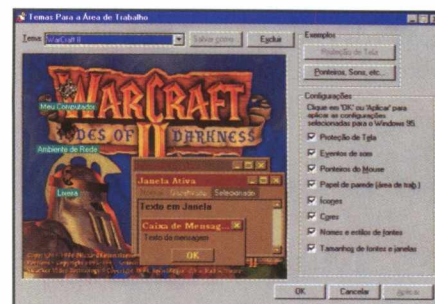 Temas Para a Área de Trabalho
Tema: WarCraft II
Salvar como...
Excluir
Exemplos
Proteção de Tela
Ponteiros, Sons, etc...
WARCRAFT
TIDES OF DARKNESS
II
Meu Computador
Ambiente de Rede
Lixeira
Janela Ativa
Normal Desativado Selecionado
Texto em Janela
Caixa de Mensag...
Texto da mensagem
OK
Configurações
Clique em 'OK' ou 'Aplicar' para
aplicar as configurações
selecionadas para o Windows 95.
Proteção de Tela
Eventos de som
Ponteiros do Mouse
Papel de parede (área de trab.)
Ícones
Cores
Nomes e estilos de fontes
Tamanhos de fontes e janelas
OK
Cancelar
Aplicar